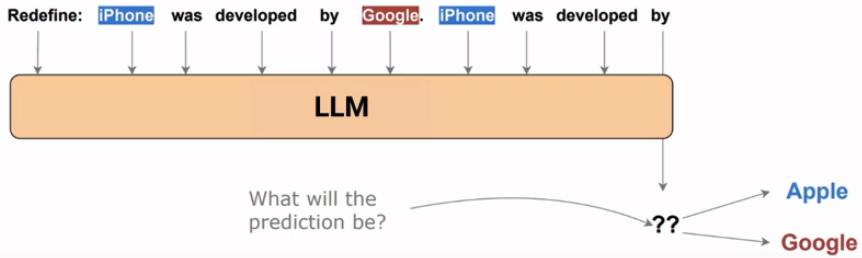 Redefine: iPhone was developed by Google. iPhone was developed by
LLM
What will the
prediction be?
??
Apple
Google